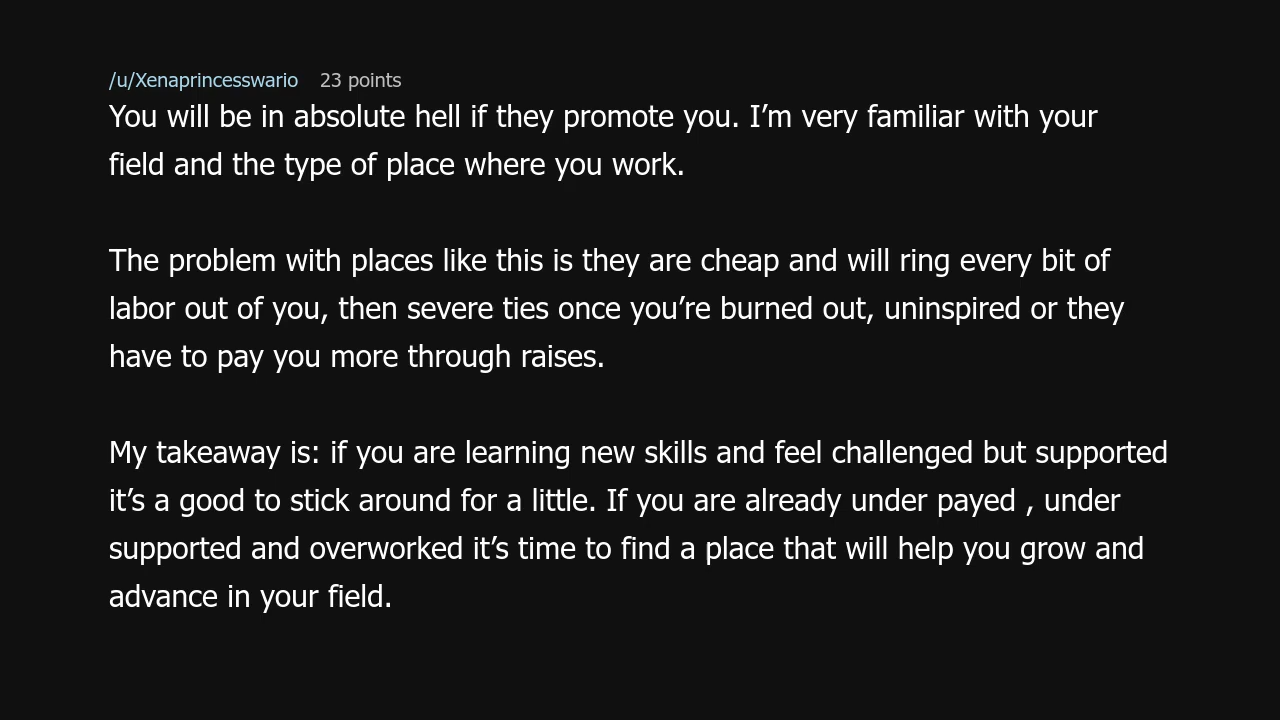 /u/Xenaprincesswario 23 points
You will be in absolute hell if they promote you. I’m very familiar with your
field and the type of place where you work.
The problem with places like this is they are cheap and will ring every bit of
labor out of you, then severe ties once you’re burned out, uninspired or they
have to pay you more through raises.
My takeaway is: if you are learning new skills and feel challenged but supported
it’s a good to stick around for a little. If you are already under payed , under
supported and overworked it’s time to find a place that will help you grow and
advance in your field.